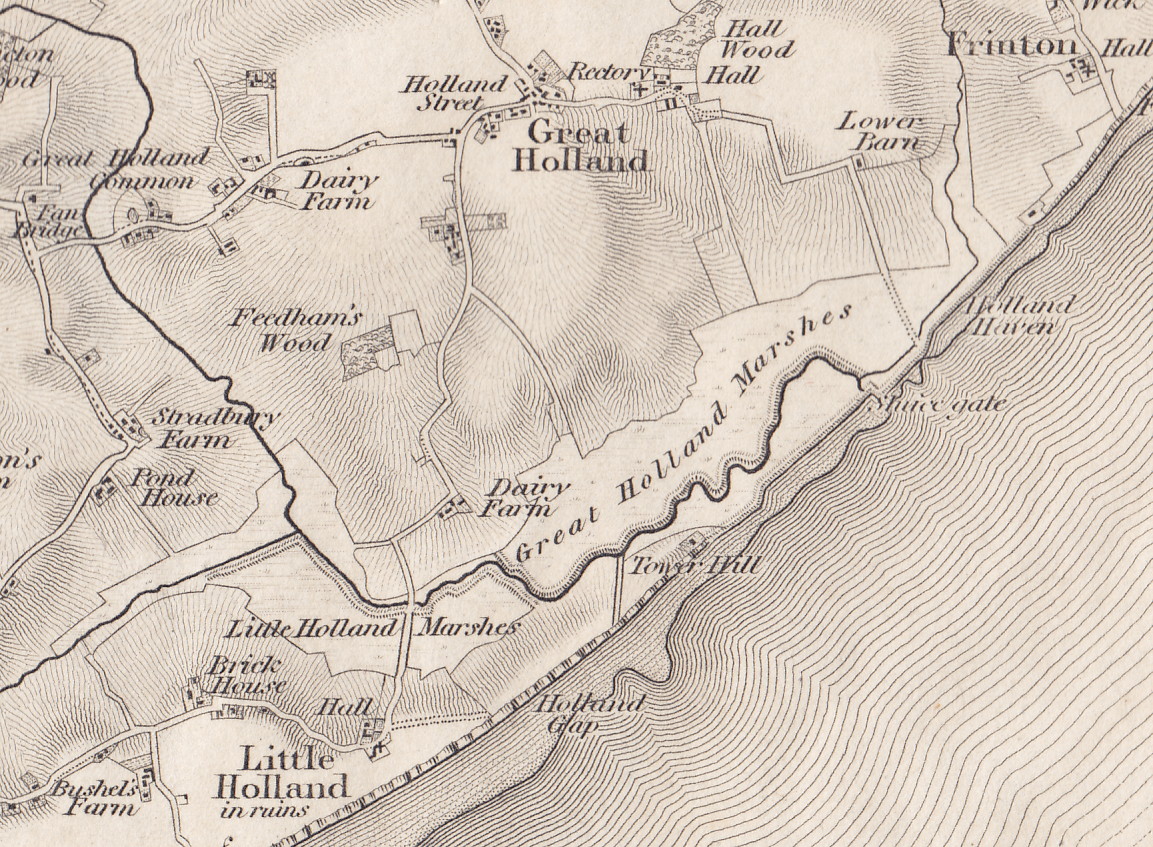 Hall
Wood
Frinton
Hall
Rectory
Hall
Holland
Street
Great
Holland
Lower
Barn
Great Holland
Common
Dairy
Farm
Fan
Bridge
Feedham's
Wood
Holland
Haven
Great Holland Marshes
Sluice gate
Stradbury
Farm
Pond
House
Dairy
Farm
Tower Hill
Little Holland Marshes
Brick
House
Hall
Holland
Gap
Little
Holland
in ruins
Bushel's
Farm